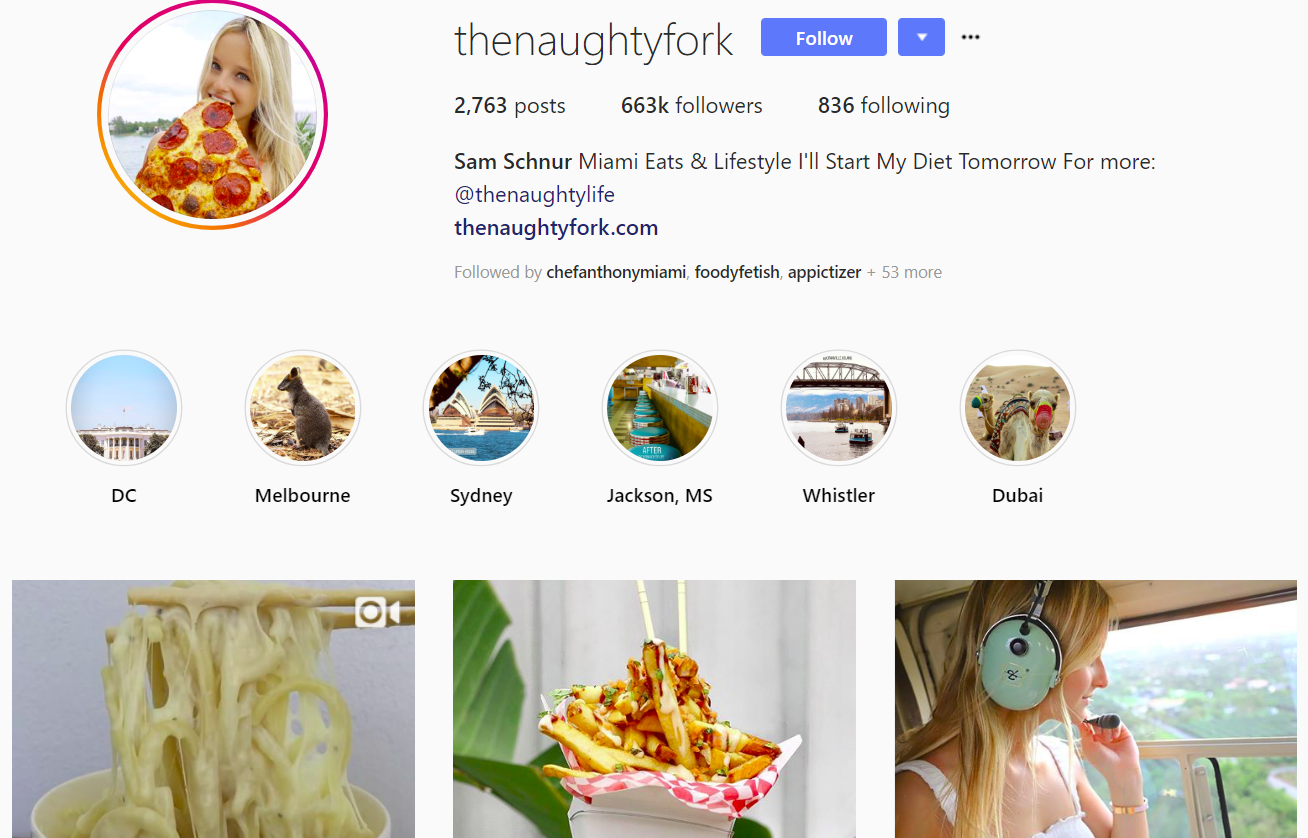 thenaughtyfork Follow
2,763 posts 663k followers 836 following
Sam Schnur Miami Eats & Lifestyle I'll Start My Diet Tomorrow For more:
@thenaughtylife
thenaughtyfork.com
Followed by chefanthonymiami, foodyfetish, appictizer + 53 more
AFTER
DC Melbourne Sydney Jackson, MS Whistler Dubai